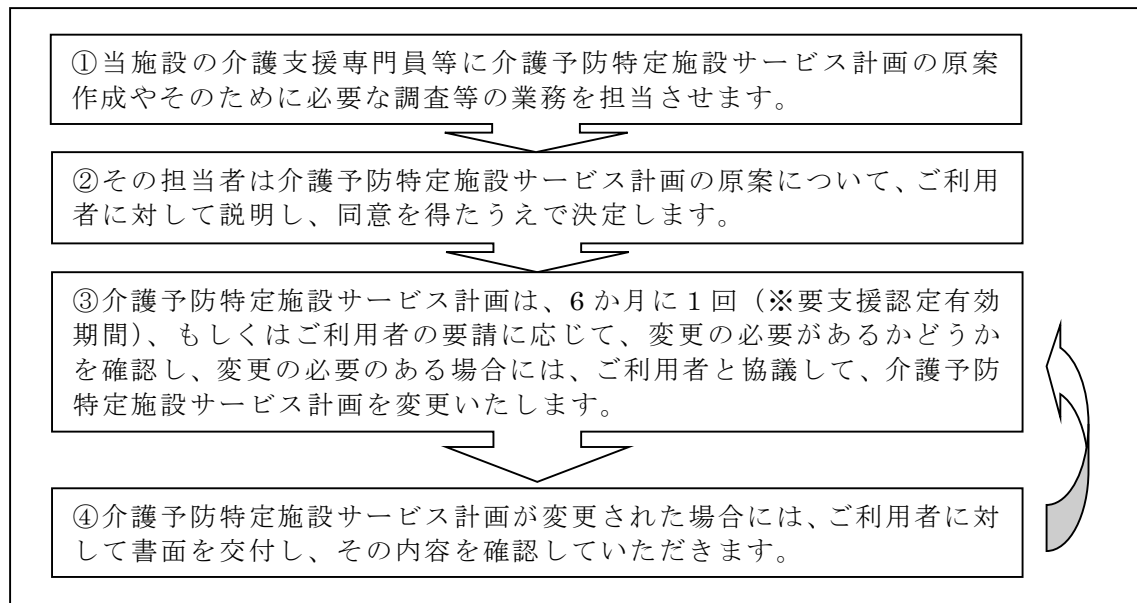 ①当施設の介護支援専門員等に介護予防特定施設サービス計画の原案
作成やそのために必要な調査等の業務を担当させます。
②その担当者は介護予防特定施設サービス計画の原案について、ご利用
者に対して説明し、同意を得たうえで決定します。
③介護予防特定施設サービス計画は、6か月に1回（※要支援認定有効
期間）、もしくはご利用者の要請に応じて、変更の必要があるかどうか
を確認し、変更の必要のある場合には、ご利用者と協議して、介護予防
特定施設サービス計画を変更いたします。
④介護予防特定施設サービス計画が変更された場合には、ご利用者に対
して書面を交付し、その内容を確認していただきます。